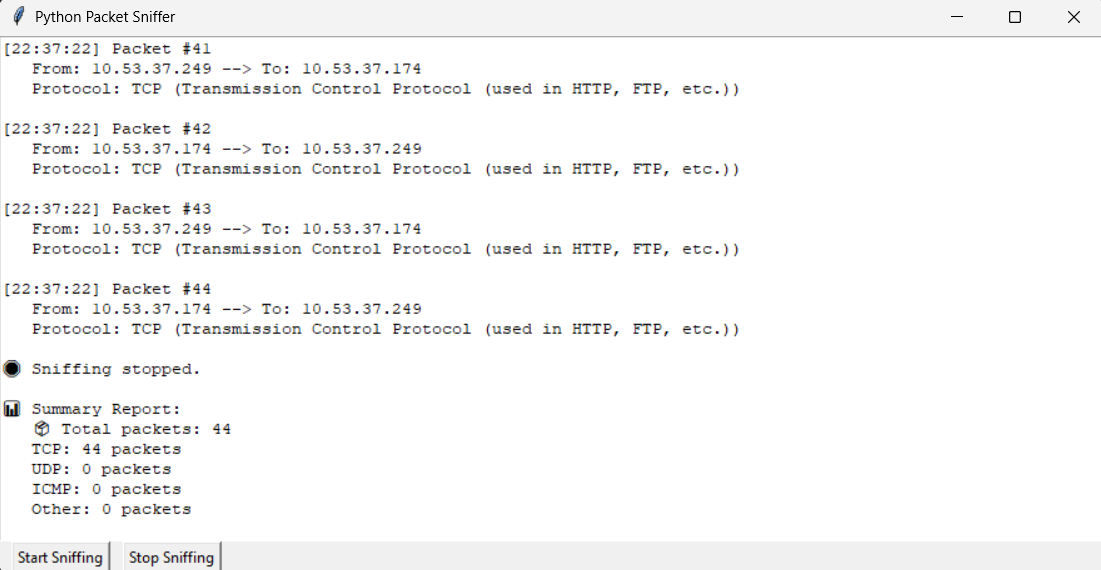 Python Packet Sniffer
[22:37:22] Packet #41
From: 10.53.37.249 --> To: 10.53.37.174
Protocol: TCP (Transmission Control Protocol (used in HTTP, FTP, etc.))
[22:37:22] Packet #42
From: 10.53.37.174 --> To: 10.53.37.249
Protocol: TCP (Transmission Control Protocol (used in HTTP, FTP, etc.))
[22:37:22] Packet #43
From: 10.53.37.249 --> To: 10.53.37.174
Protocol: TCP (Transmission Control Protocol (used in HTTP, FTP, etc.))
[22:37:22] Packet #44
From: 10.53.37.174 --> To: 10.53.37.249
Protocol: TCP (Transmission Control Protocol (used in HTTP, FTP, etc.))
Sniffing stopped.
Summary Report:
Total packets: 44
TCP: 44 packets
UDP: 0 packets
ICMP: 0 packets
Other: 0 packets
Start Sniffing Stop Sniffing